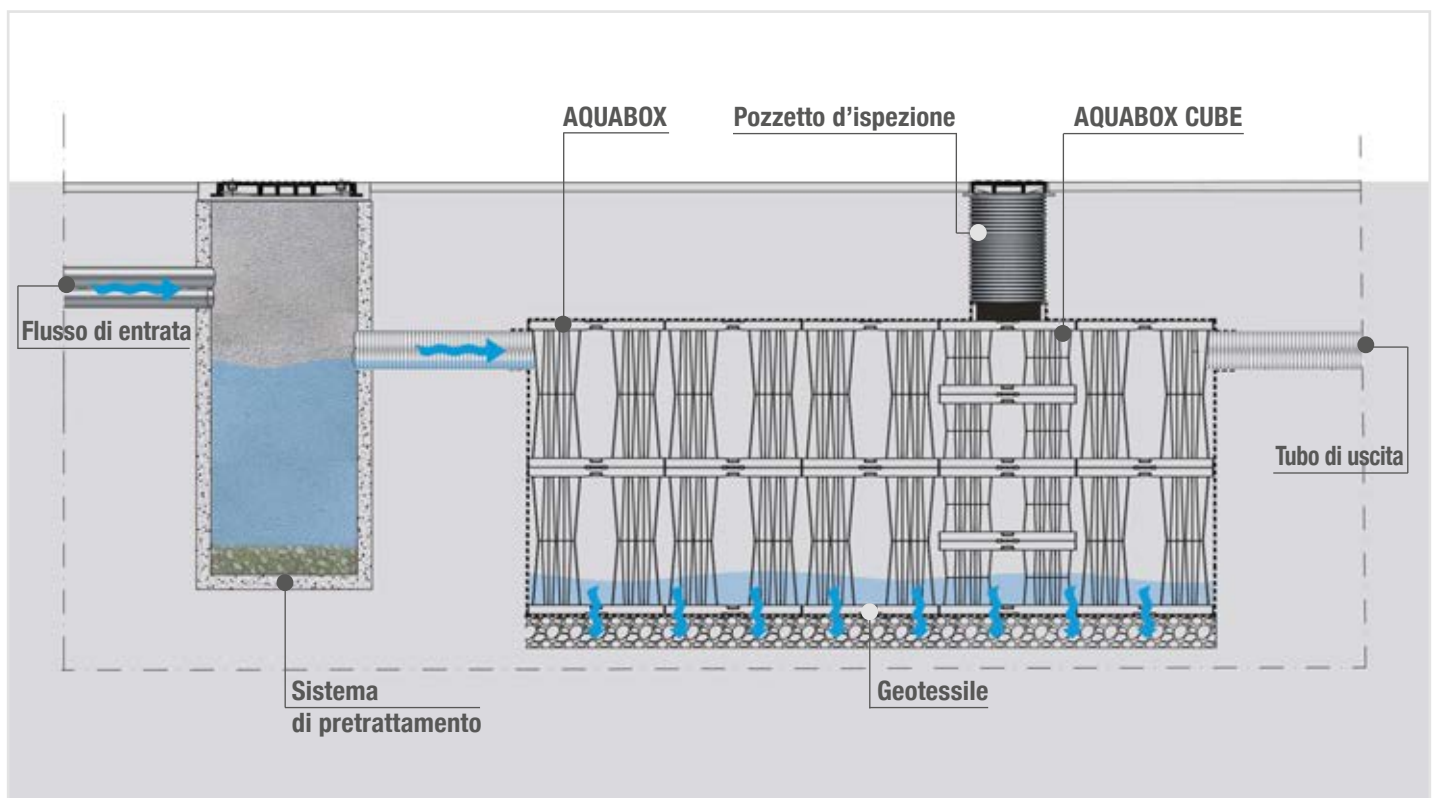 AQUABOX
Pozzetto d'ispezione
AQUABOX CUBE
Flusso di entrata
Tubo di uscita
Sistema
di pretrattamento
Geotessile